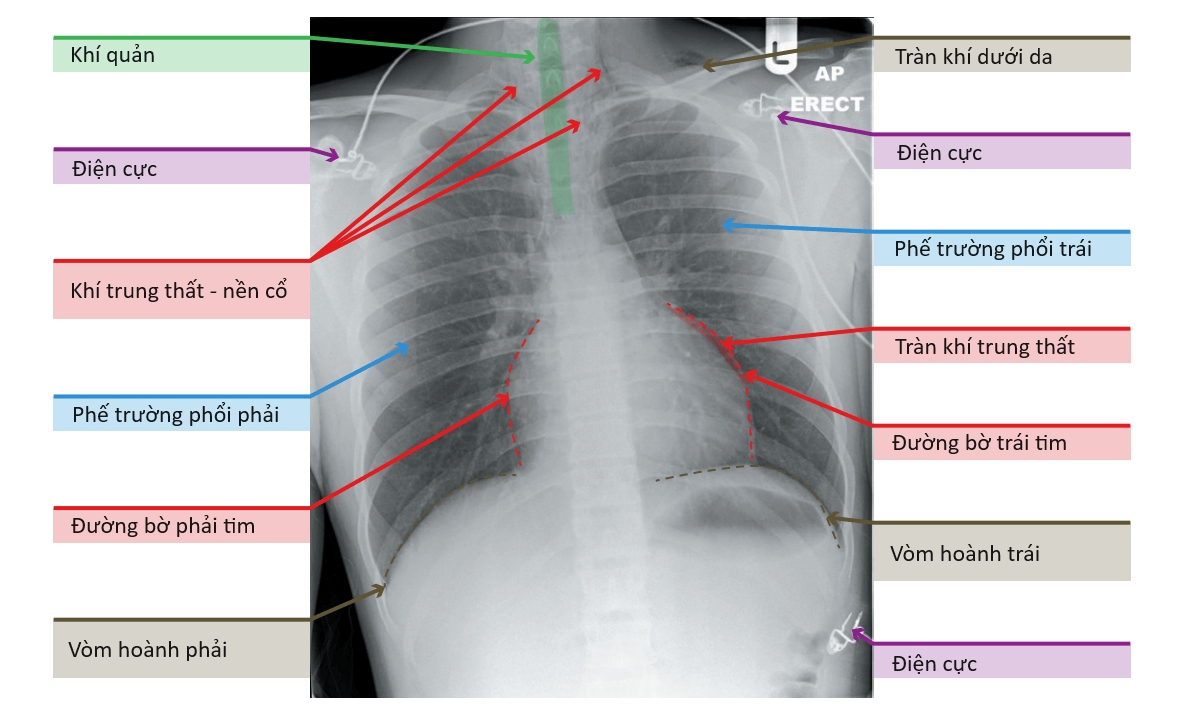 Khí quản
Điện cực
Khí trung thất - nền cổ
Phế trường phổi phải
Đường bờ phải tim
Vòm hoành phải
AP
ERECT
Tràn khí dưới da
Điện cực
Phế trường phổi trái
Tràn khí trung thất
Đường bờ trái tim
Vòm hoành trái
Điện cực